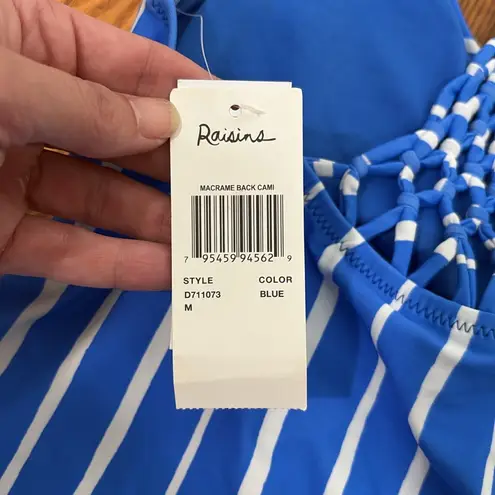 Raisins
MACRAME BACK CAMI
7 95459 94562 9
STYLE COLOR
D711073 BLUE
M